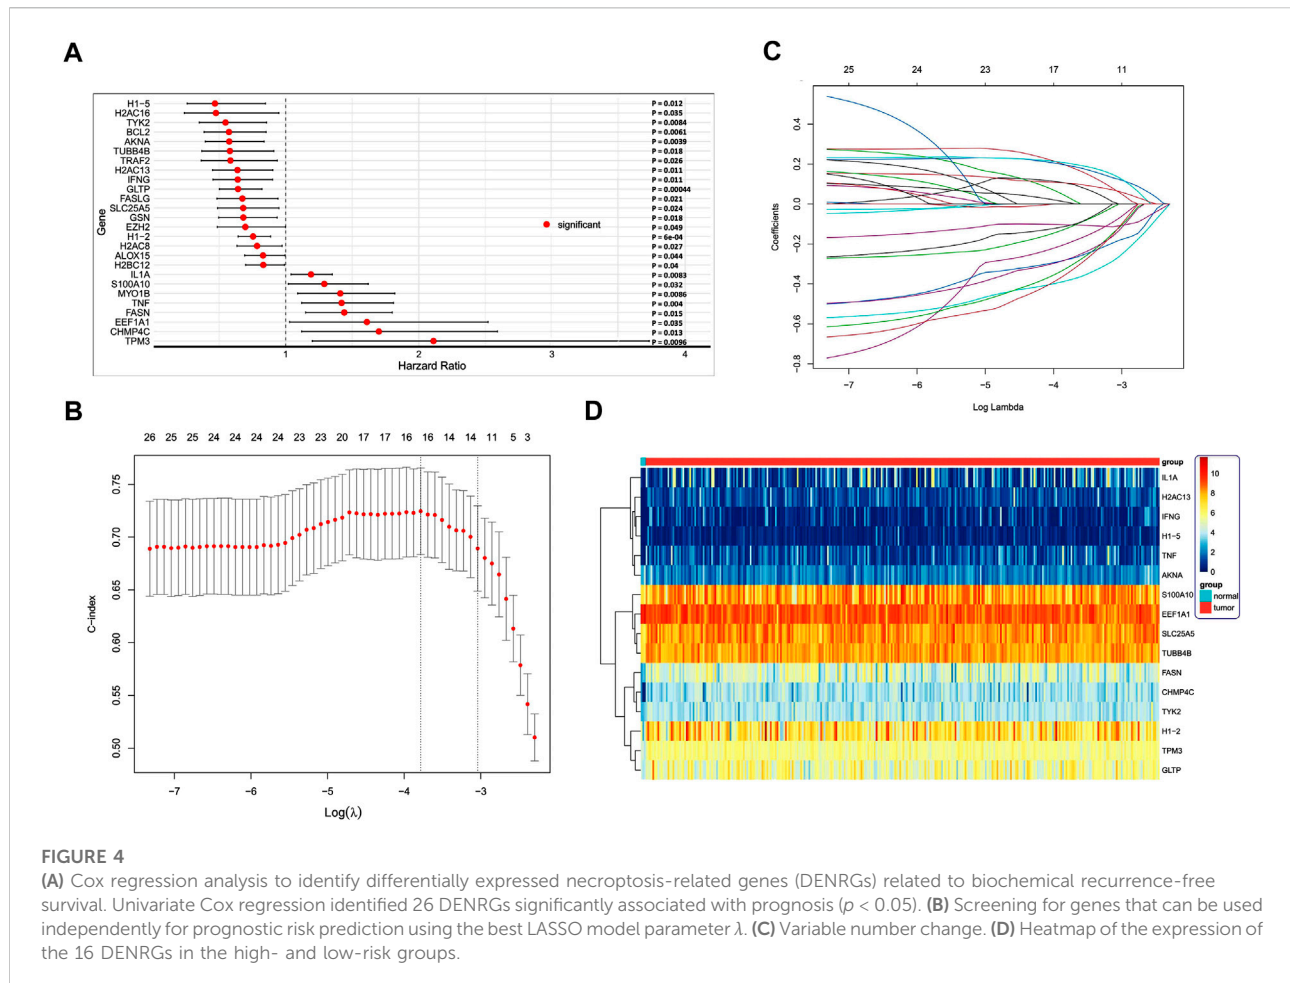 A
H1-5 P = 0.012
H2AC16 P = 0.035
TYK2 P = 0.0084
BCL2 P = 0.0061
AKNA P = 0.0039
TUBB4B P = 0.018
TRAF2 P = 0.026
H2AC13 P = 0.011
IFNG P = 0.011
GLTP P = 0.00044
FASLG P = 0.021
SLC25A5 P = 0.024
GSN P = 0.018
EZH2 P = 0.049
H1-2 P = 6e-04
H2AC8 P = 0.027
ALOX15 P = 0.044
H2BC12 P = 0.04
IL1A P = 0.0083
S100A10 P = 0.032
MYO1B P = 0.0086
TNF P = 0.004
FASN P = 0.015
EEF1A1 P = 0.035
CHMP4C P = 0.013
TPM3 P = 0.0096
Gene
significant
1 2 3 4
Harzard Ratio
C
25 24 23 17 11
0.4
0.2
0.0
−0.2
−0.4
−0.6
−0.8
Coefficients
−7 −6 −5 −4 −3
Log Lambda
B
26 25 25 24 24 24 24 23 23 20 17 17 16 16 14 14 11 5 3
0.75
0.70
0.65
0.60
0.55
0.50
C-index
−7 −6 −5 −4 −3
Log(λ)
D
group
IL1A
H2AC13
IFNG
H1-5
TNF
AKNA
S100A10
EEF1A1
SLC25A5
TUBB4B
FASN
CHMP4C
TYK2
H1-2
TPM3
GLTP
10
8
6
4
2
0
group
normal
tumor
FIGURE 4
(A) Cox regression analysis to identify differentially expressed necroptosis-related genes (DENRGs) related to biochemical recurrence-free
survival. Univariate Cox regression identified 26 DENRGs significantly associated with prognosis (p < 0.05). (B) Screening for genes that can be used
independently for prognostic risk prediction using the best LASSO model parameter λ. (C) Variable number change. (D) Heatmap of the expression of
the 16 DENRGs in the high- and low-risk groups.